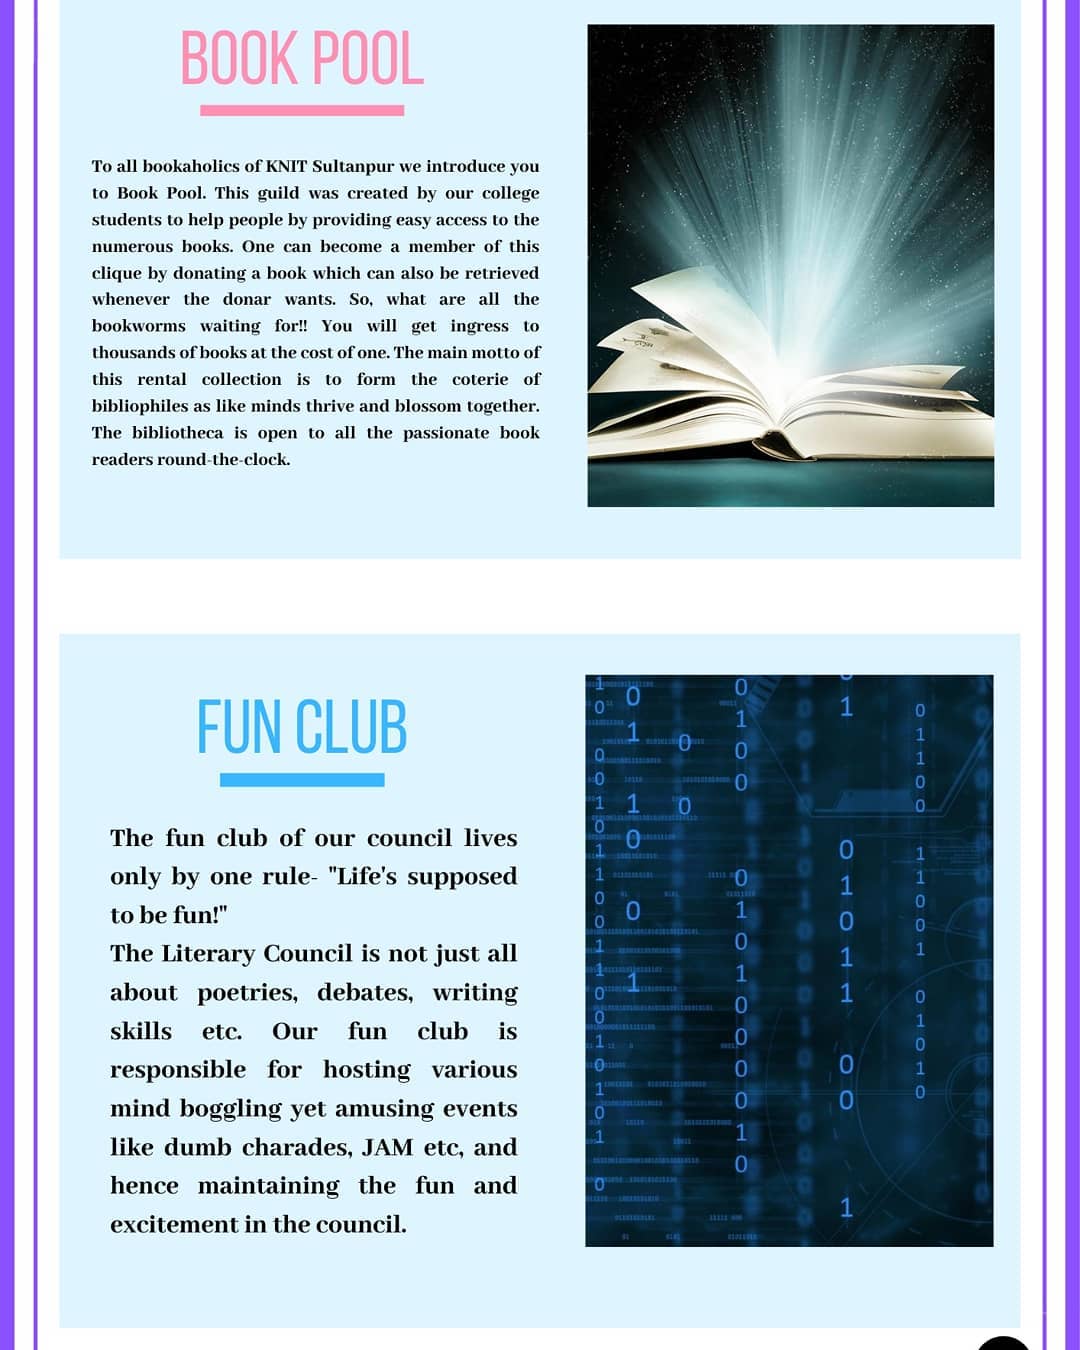 BOOK POOL
To all bookaholics of KNIT Sultanpur we introduce you
to Book Pool. This guild was created by our college
students to help people by providing easy access to the
numerous books. One can become a member of this
clique by donating a book which can also be retrieved
whenever the donar wants. So, what are all the
bookworms waiting for!! You will get ingress to
thousands of books at the cost of one. The main motto of
this rental collection is to form the coterie of
bibliophiles as like minds thrive and blossom together.
The bibliotheca is open to all the passionate book
readers round-the-clock.
FUN CLUB
The fun club of our council lives
only by one rule- "Life's supposed
to be fun!"
The Literary Council is not just all
about poetries, debates, writing
skills etc. Our fun club is
responsible for hosting various
mind boggling yet amusing events
like dumb charades, JAM etc, and
hence maintaining the fun and
excitement in the council.